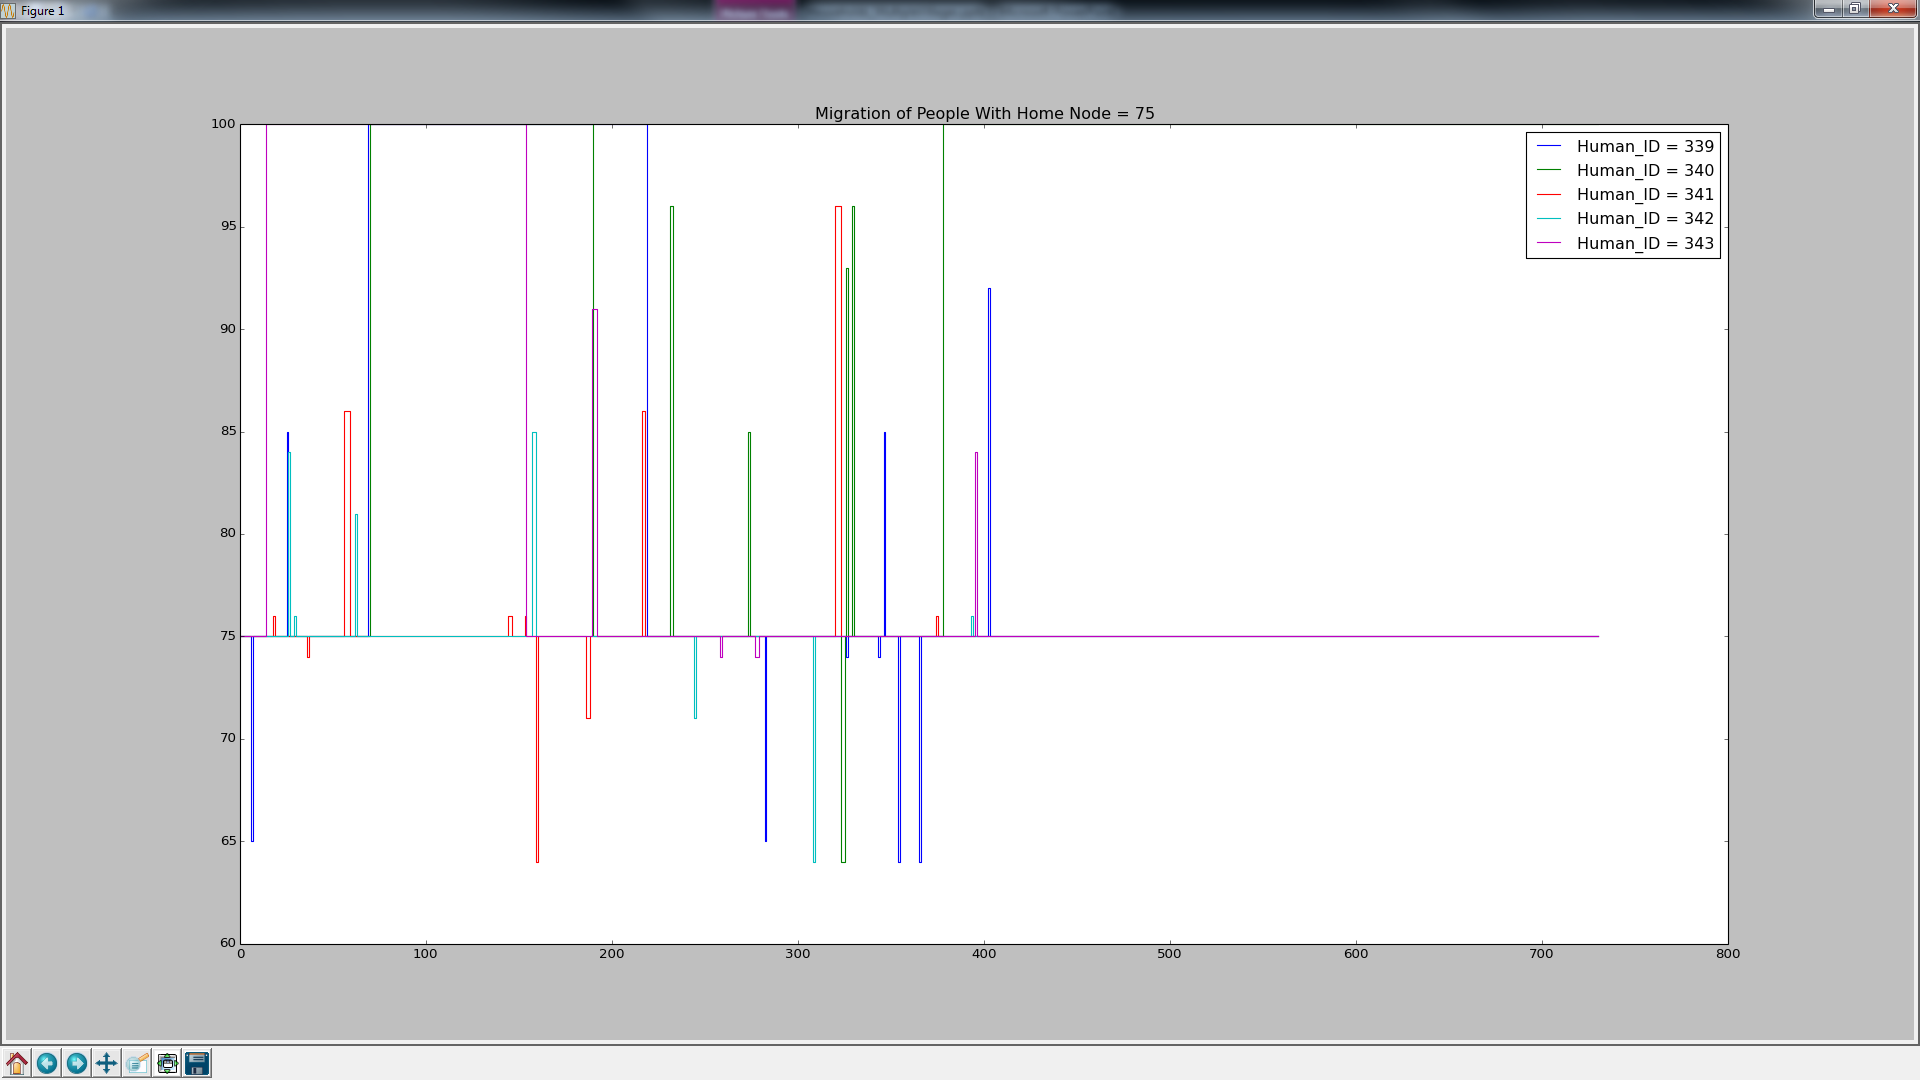 Figure 1
Migration of People With Home Node = 75
100
95
90
85
80
75
70
65
60
0 100 200 300 400 500 600 700 800
Human_ID = 339
Human_ID = 340
Human_ID = 341
Human_ID = 342
Human_ID = 343